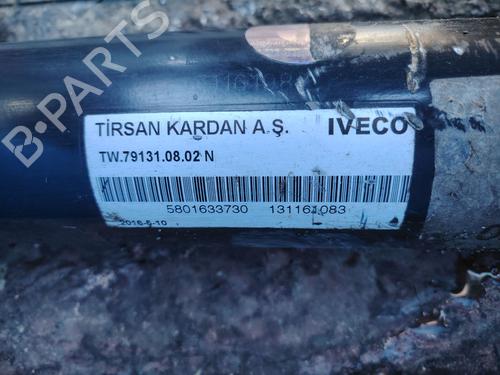 B-PARTS
TİRSAN KARDAN A.Ş. IVECO
TW.79131.08.02 N
5801633730 131161083
2016-5-10